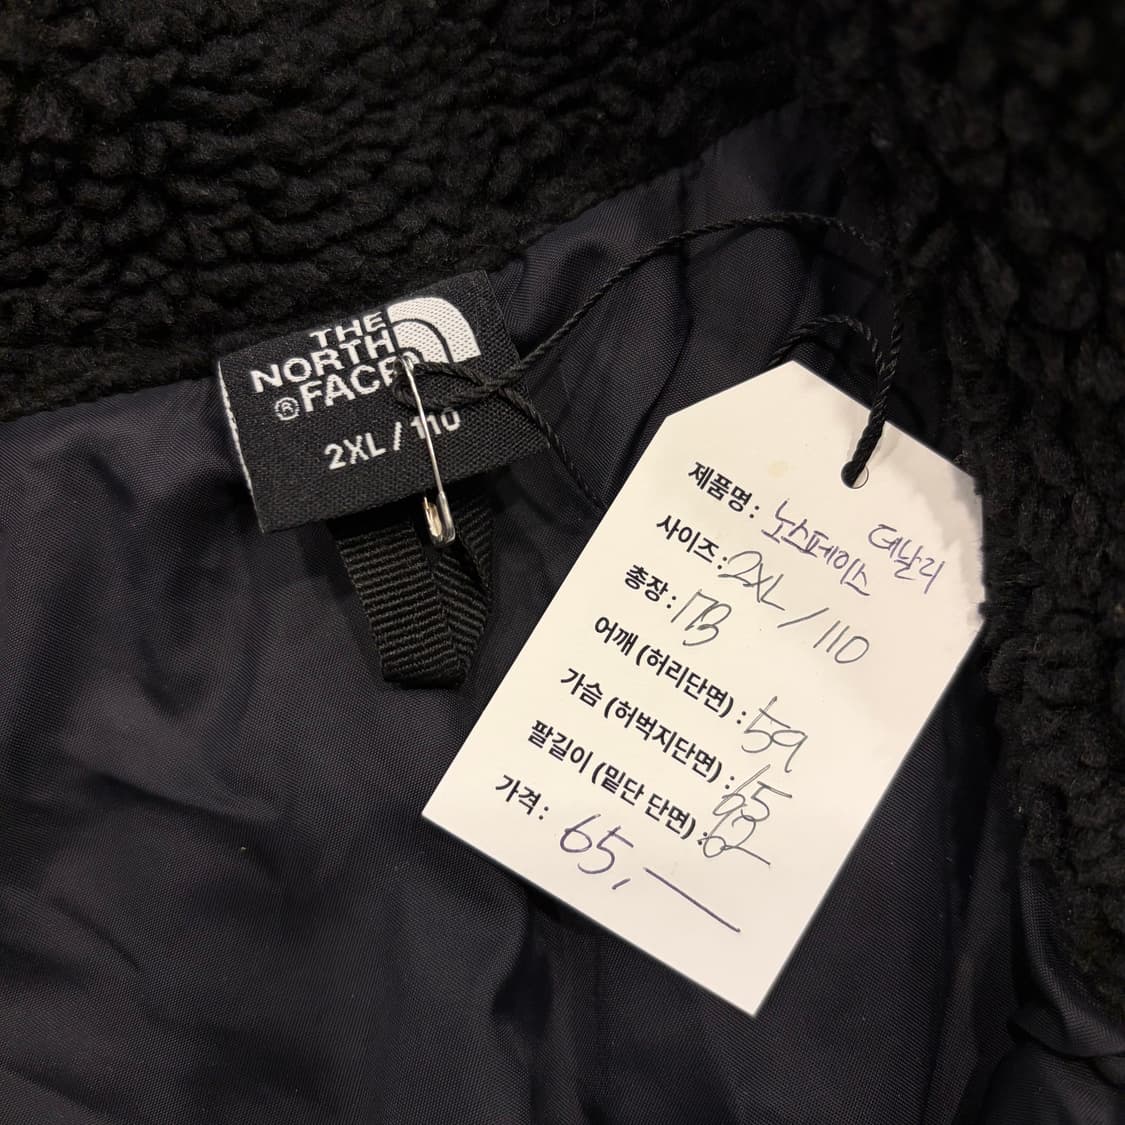 THE
NORTH
®FACE
2XL / 110
제품명 : 노스페이스 데날리
사이즈 : 2XL / 110
총장 : 73
어깨 (허리단면) : 59
가슴 (허벅지단면) : 65
팔길이 (밑단 단면) : 62
가격 : 65,—